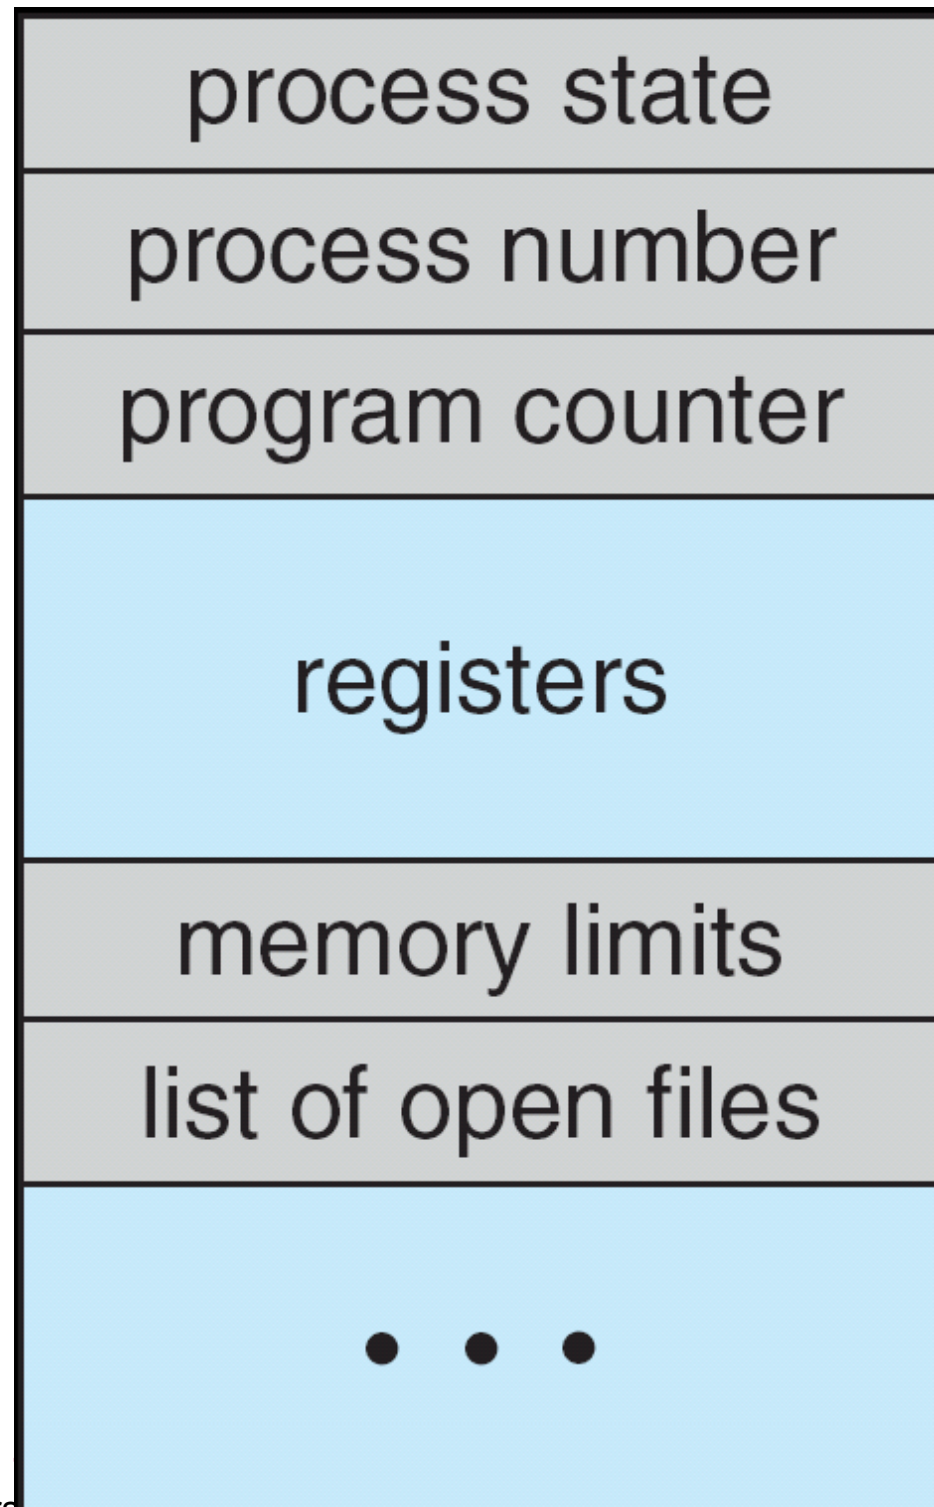 process state
process number
program counter
registers
memory limits
list of open files
• • •